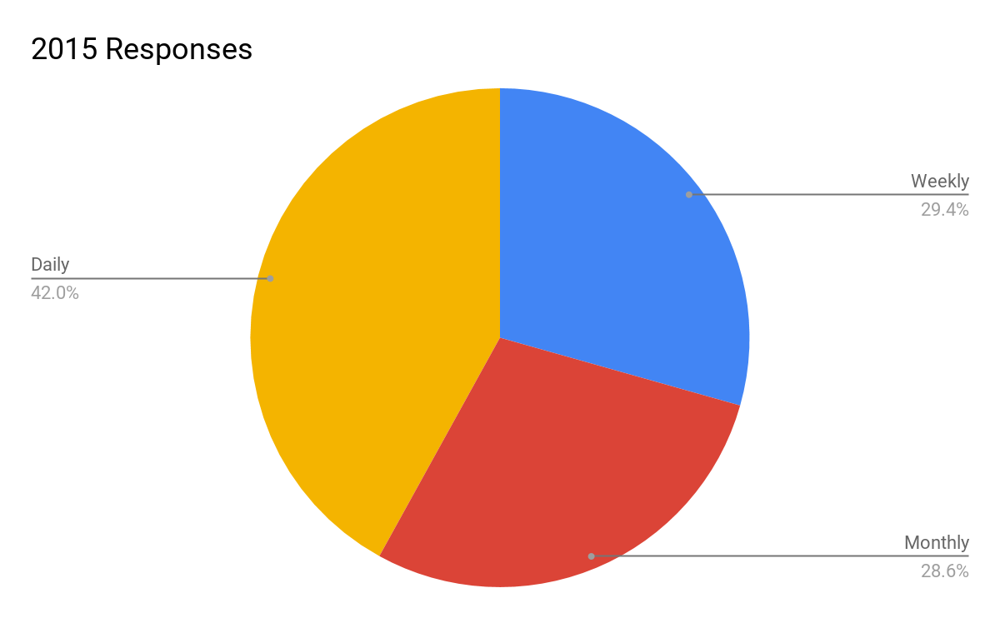 2015 Responses
Weekly
29.4%
Daily
42.0%
Monthly
28.6%